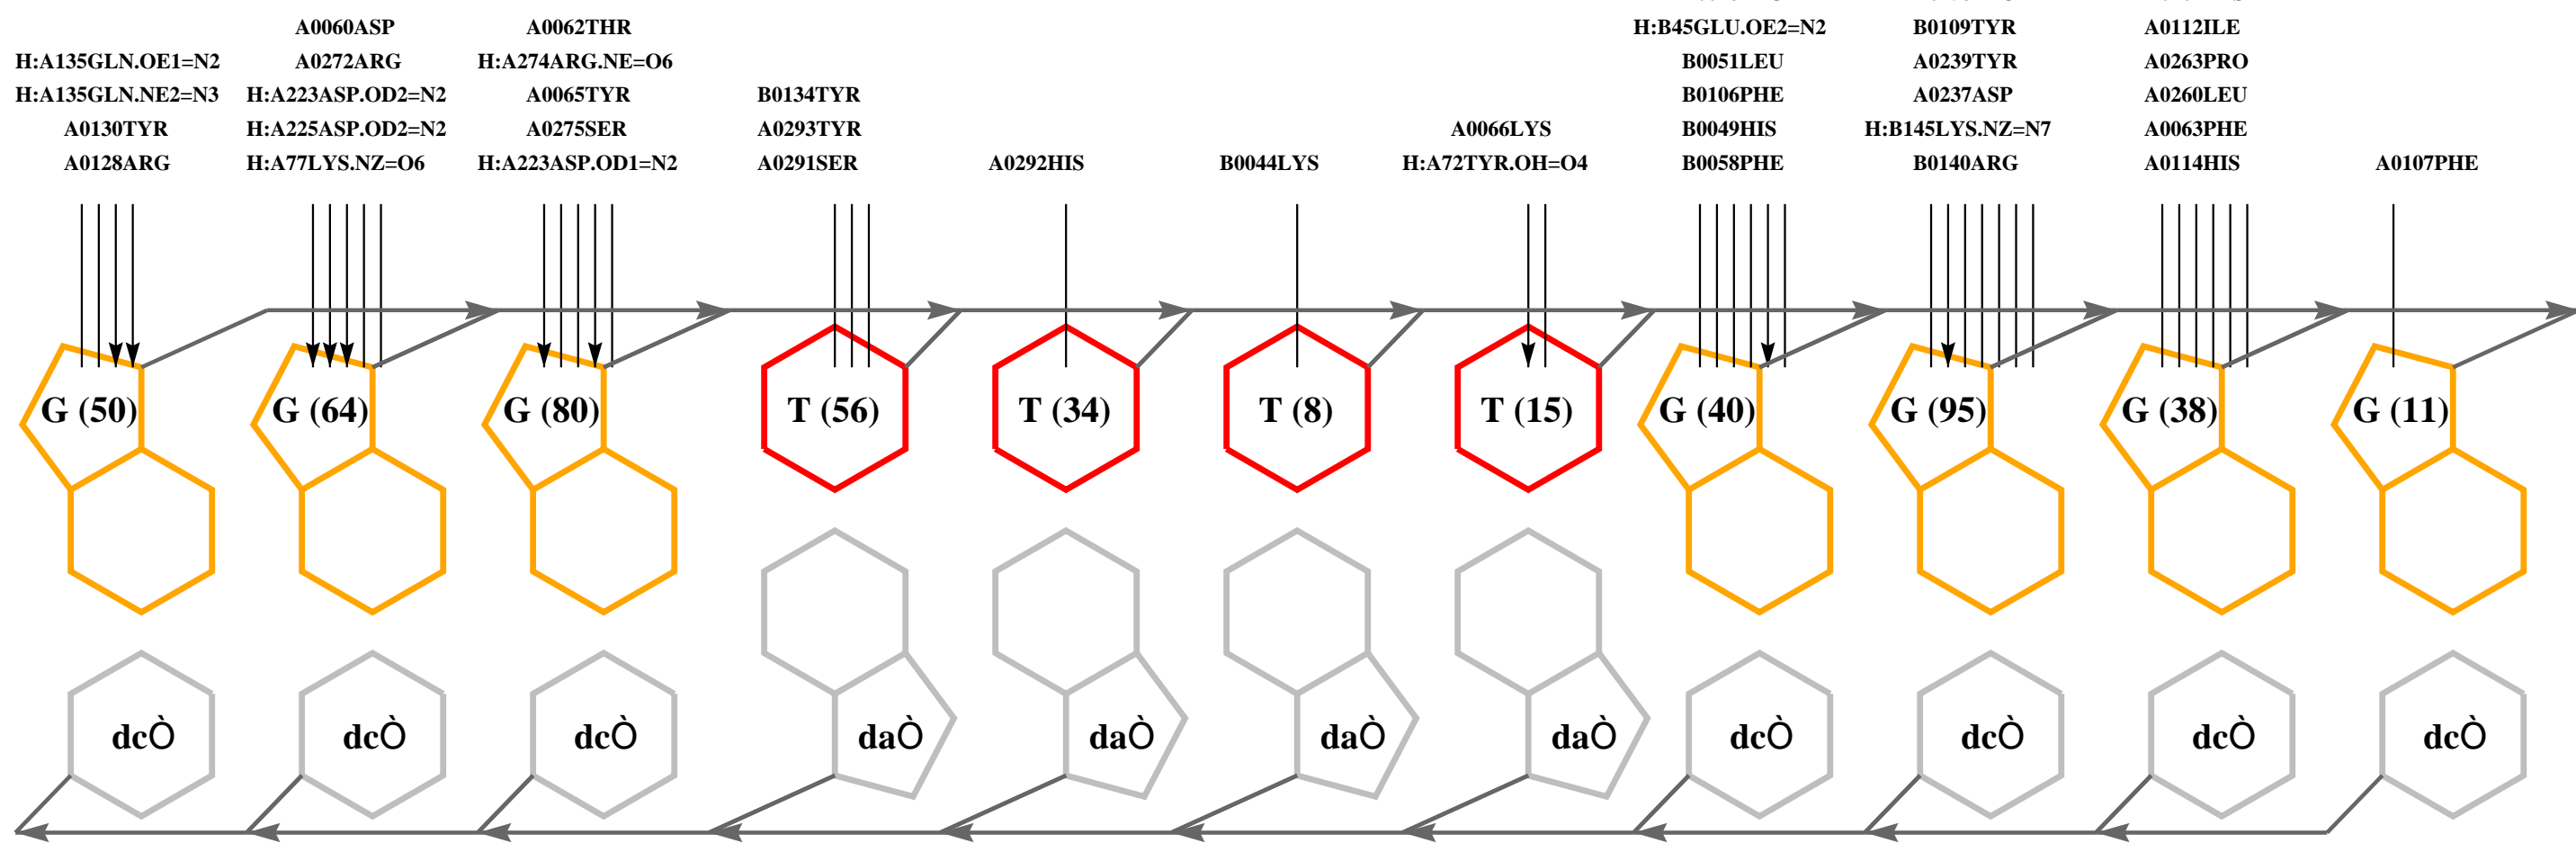 A0060ASP A0062THR H:B45GLU.OE2=N2 B0109TYR A0112ILE
H:A135GLN.OE1=N2 A0272ARG H:A274ARG.NE=O6 B0051LEU A0239TYR A0263PRO
H:A135GLN.NE2=N3 H:A223ASP.OD2=N2 A0065TYR B0134TYR B0106PHE A0237ASP A0260LEU
A0130TYR H:A225ASP.OD2=N2 A0275SER A0293TYR A0066LYS B0049HIS H:B145LYS.NZ=N7 A0063PHE
A0128ARG H:A77LYS.NZ=O6 H:A223ASP.OD1=N2 A0291SER A0292HIS B0044LYS H:A72TYR.OH=O4 B0058PHE B0140ARG A0114HIS A0107PHE
G (50) G (64) G (80) T (56) T (34) T (8) T (15) G (40) G (95) G (38) G (11)
dcÒ dcÒ dcÒ daÒ daÒ daÒ daÒ dcÒ dcÒ dcÒ dcÒ